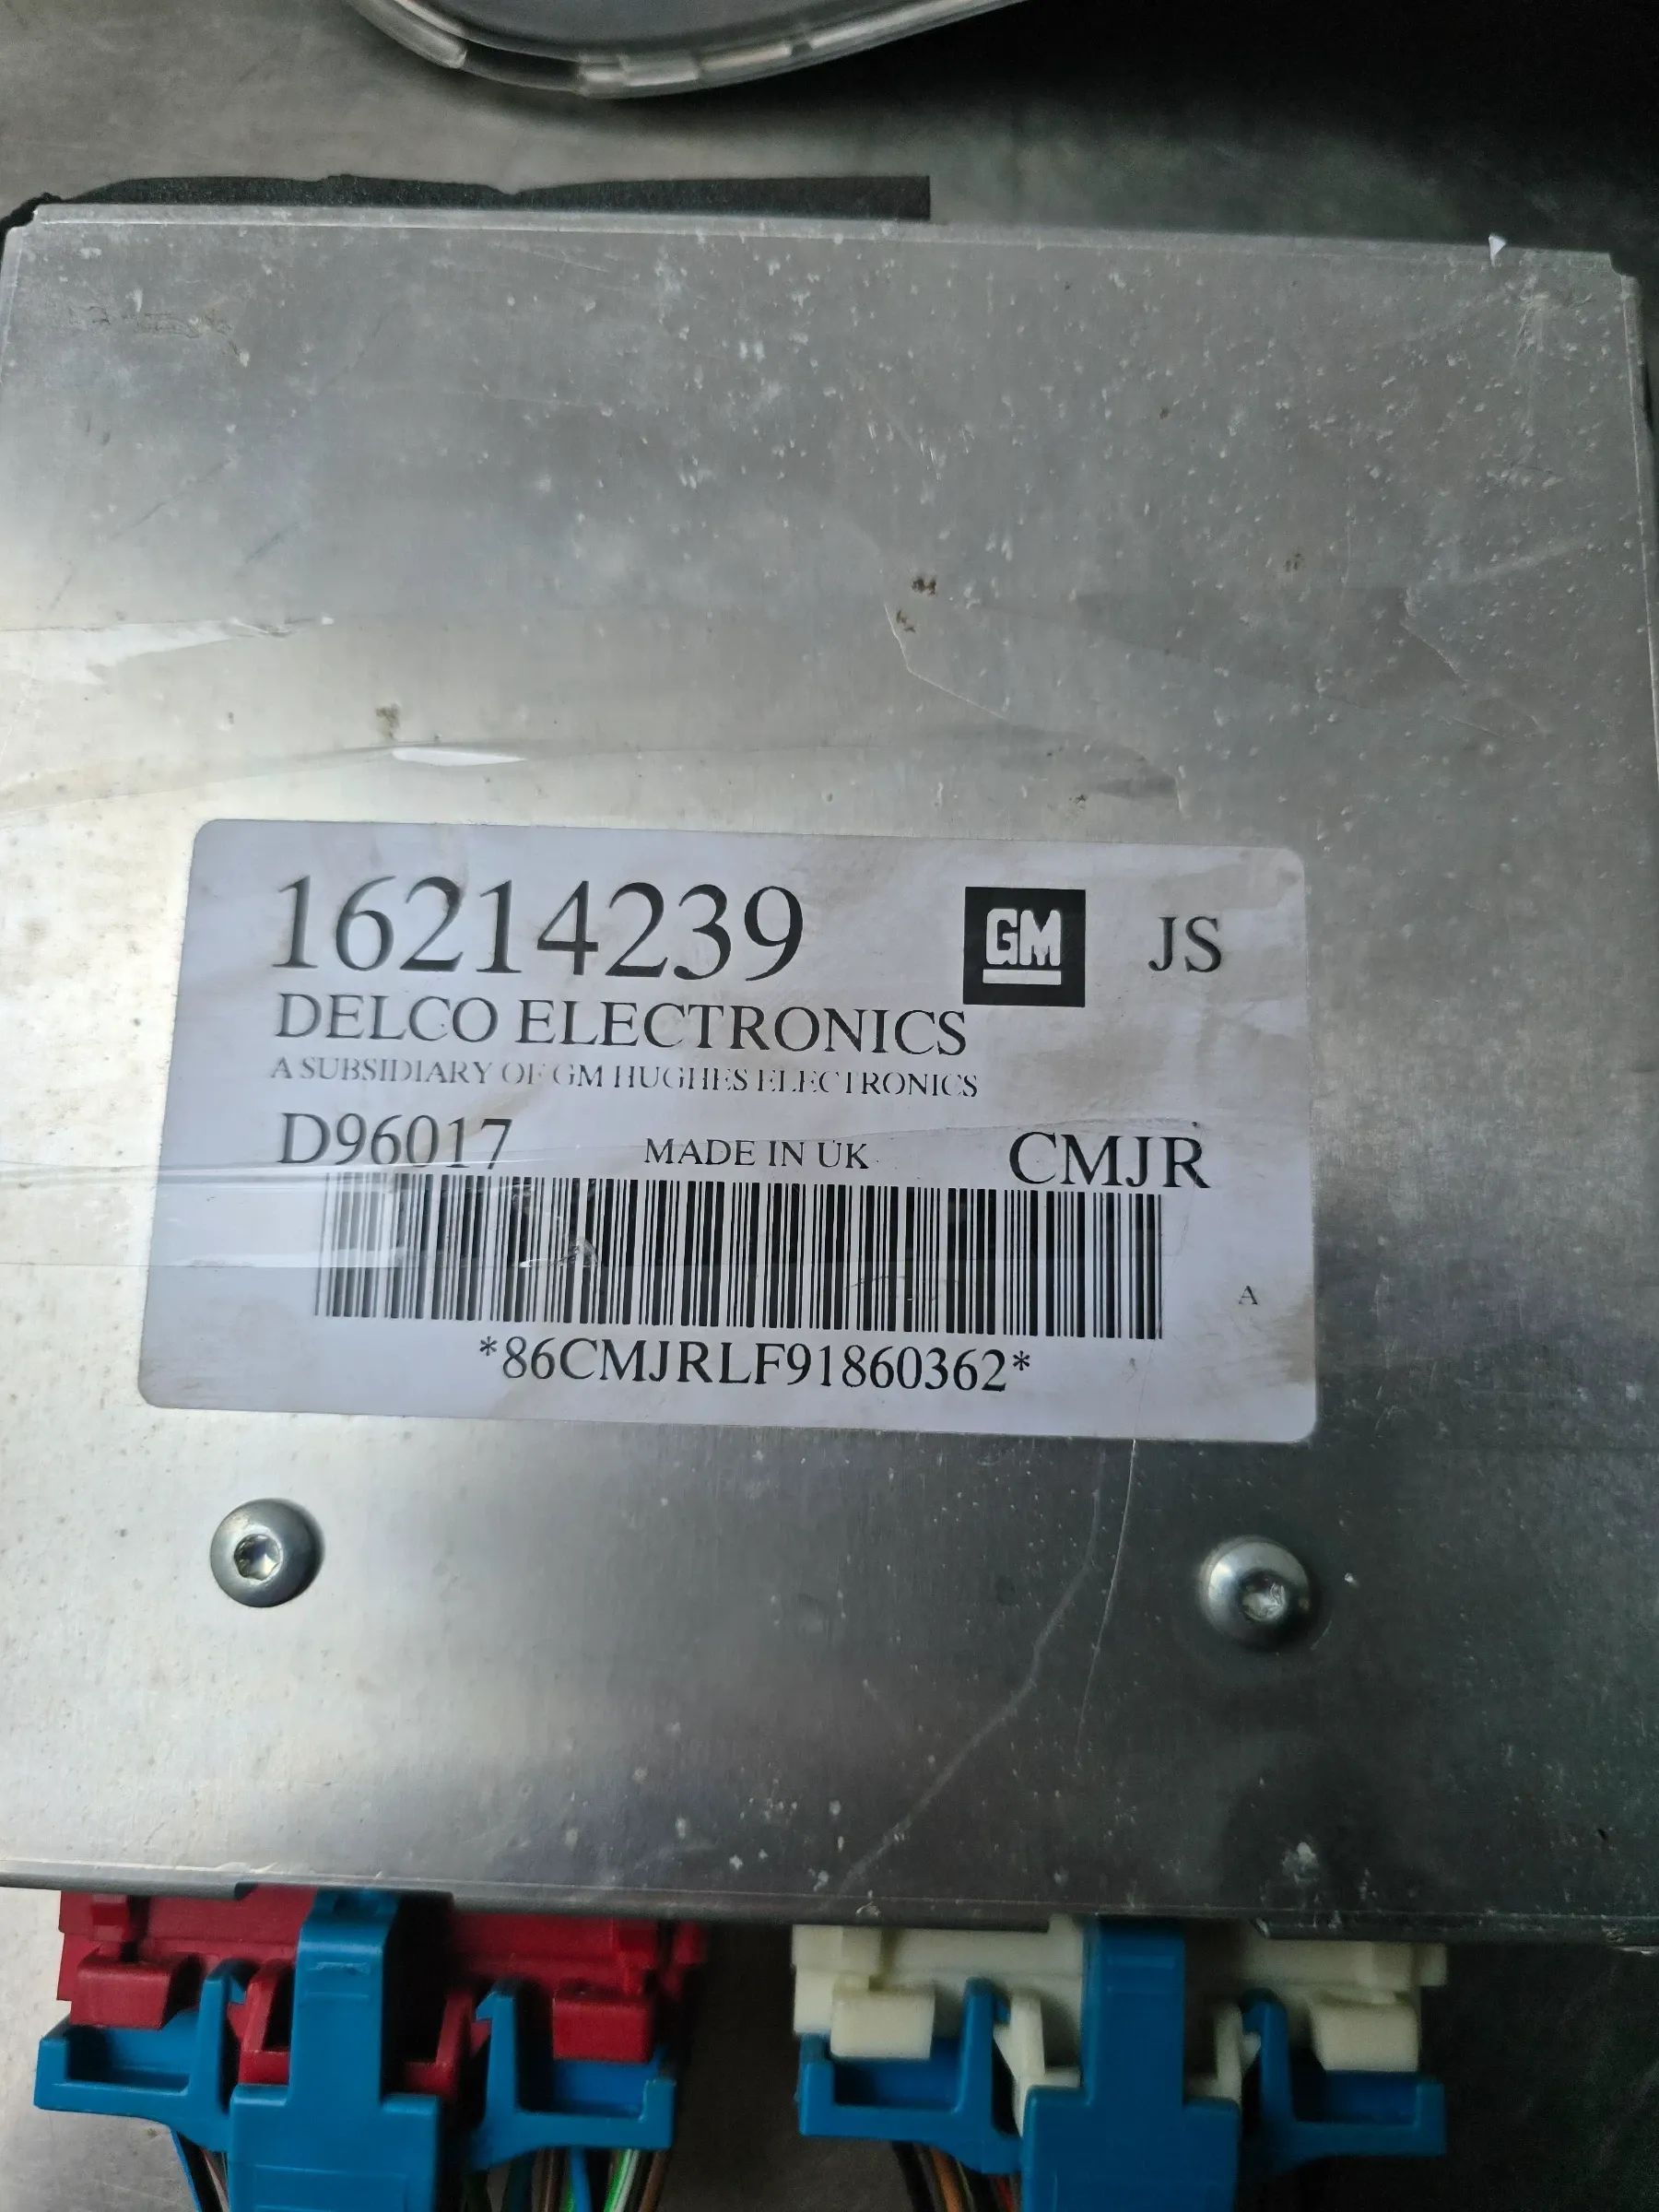 16214239 GM JS
DELCO ELECTRONICS
A SUBSIDIARY OF GM HUGHES ELECTRONICS
D96017 MADE IN UK CMJR
A
*86CMJRLF91860362*